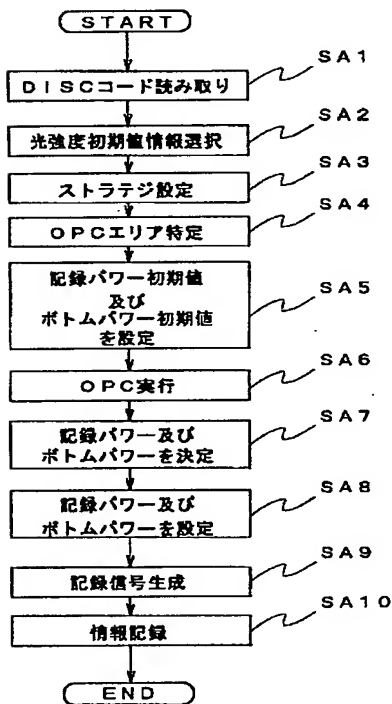 START
SA1
DISCコード読み取り
SA2
光強度初期値情報選択
SA3
ストラテジ設定
SA4
OPCエリア特定
記録パワー初期値
及び
ボトムパワー初期値
を設定
SA5
SA6
OPC実行
SA7
記録パワー及び
ボトムパワーを決定
SA8
記録パワー及び
ボトムパワーを設定
SA9
記録信号生成
SA10
情報記録
END